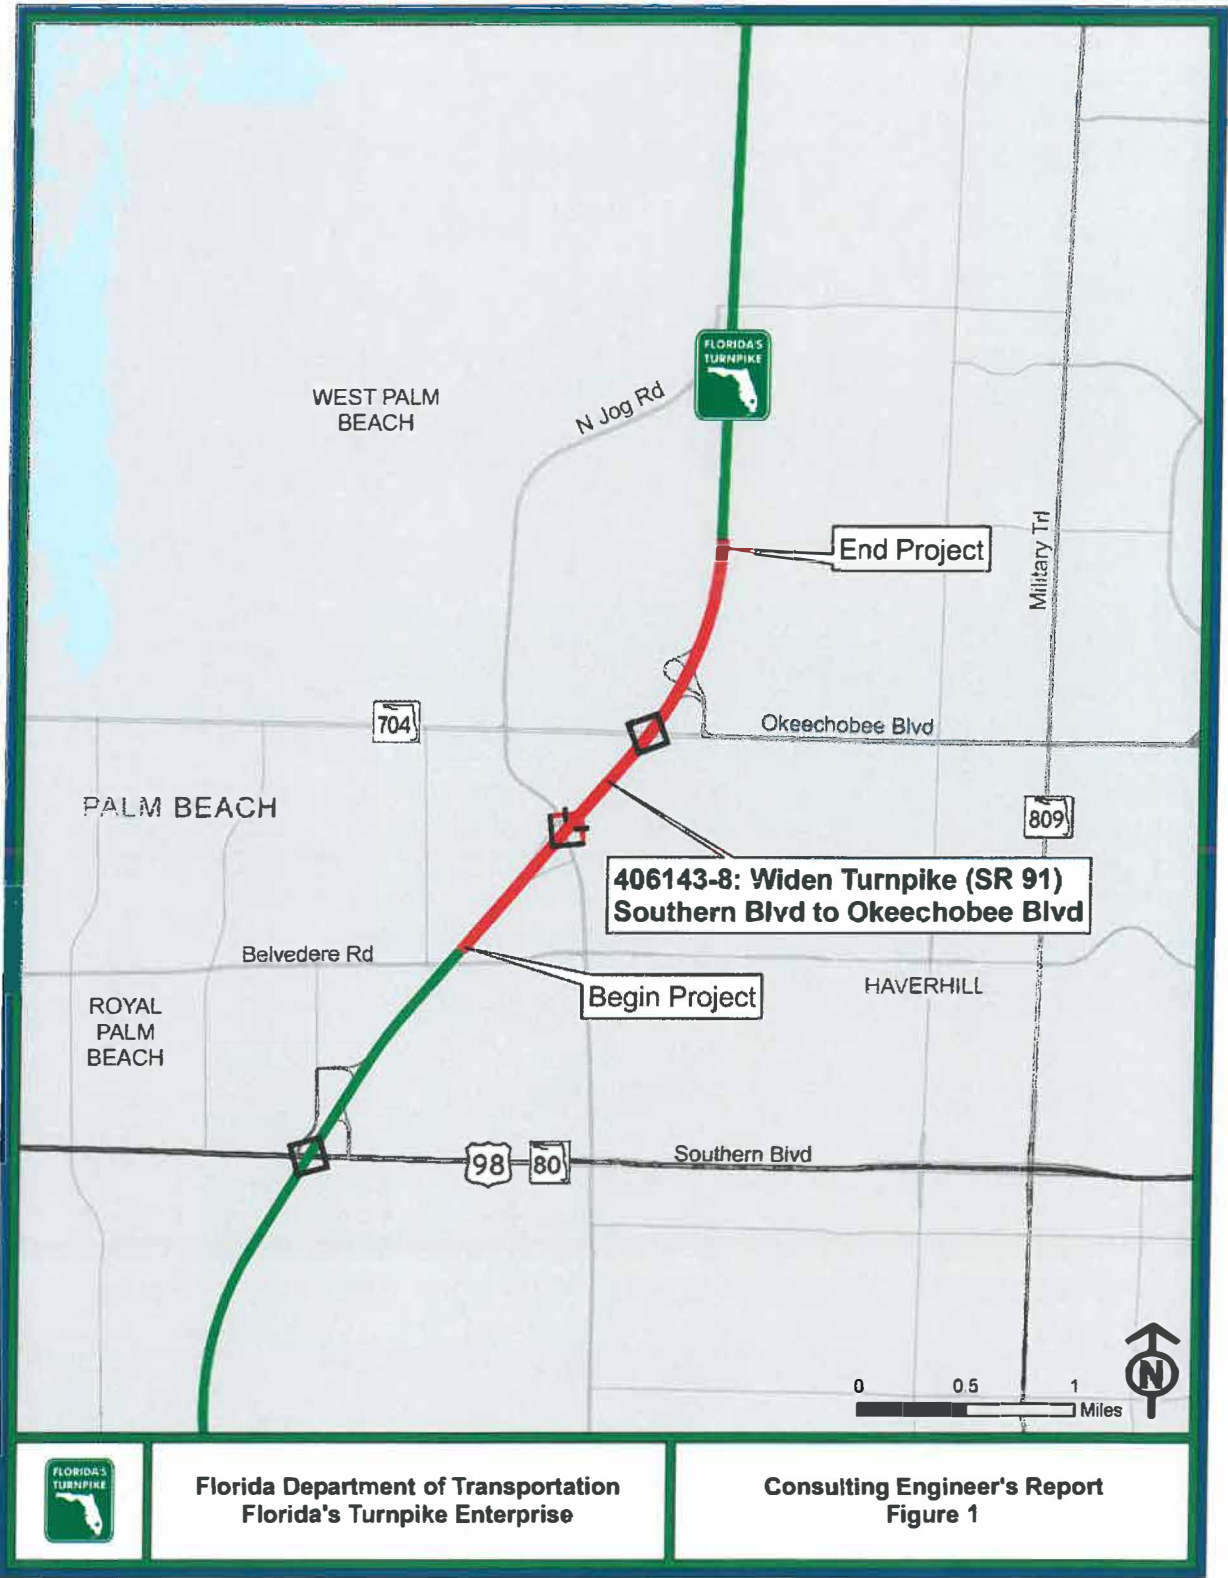 FLORIDA'S
TURNPIKE
WEST PALM
BEACH
N Jog Rd
End Project
Military Trl
704
Okeechobee Blvd
PALM BEACH
809
406143-8: Widen Turnpike (SR 91)
Southern Blvd to Okeechobee Blvd
Belvedere Rd
Begin Project
HAVERHILL
ROYAL
PALM
BEACH
98
80
Southern Blvd
N
0 0.5 1
Miles
FLORIDA'S
TURNPIKE
Florida Department of Transportation
Florida's Turnpike Enterprise
Consulting Engineer's Report
Figure 1